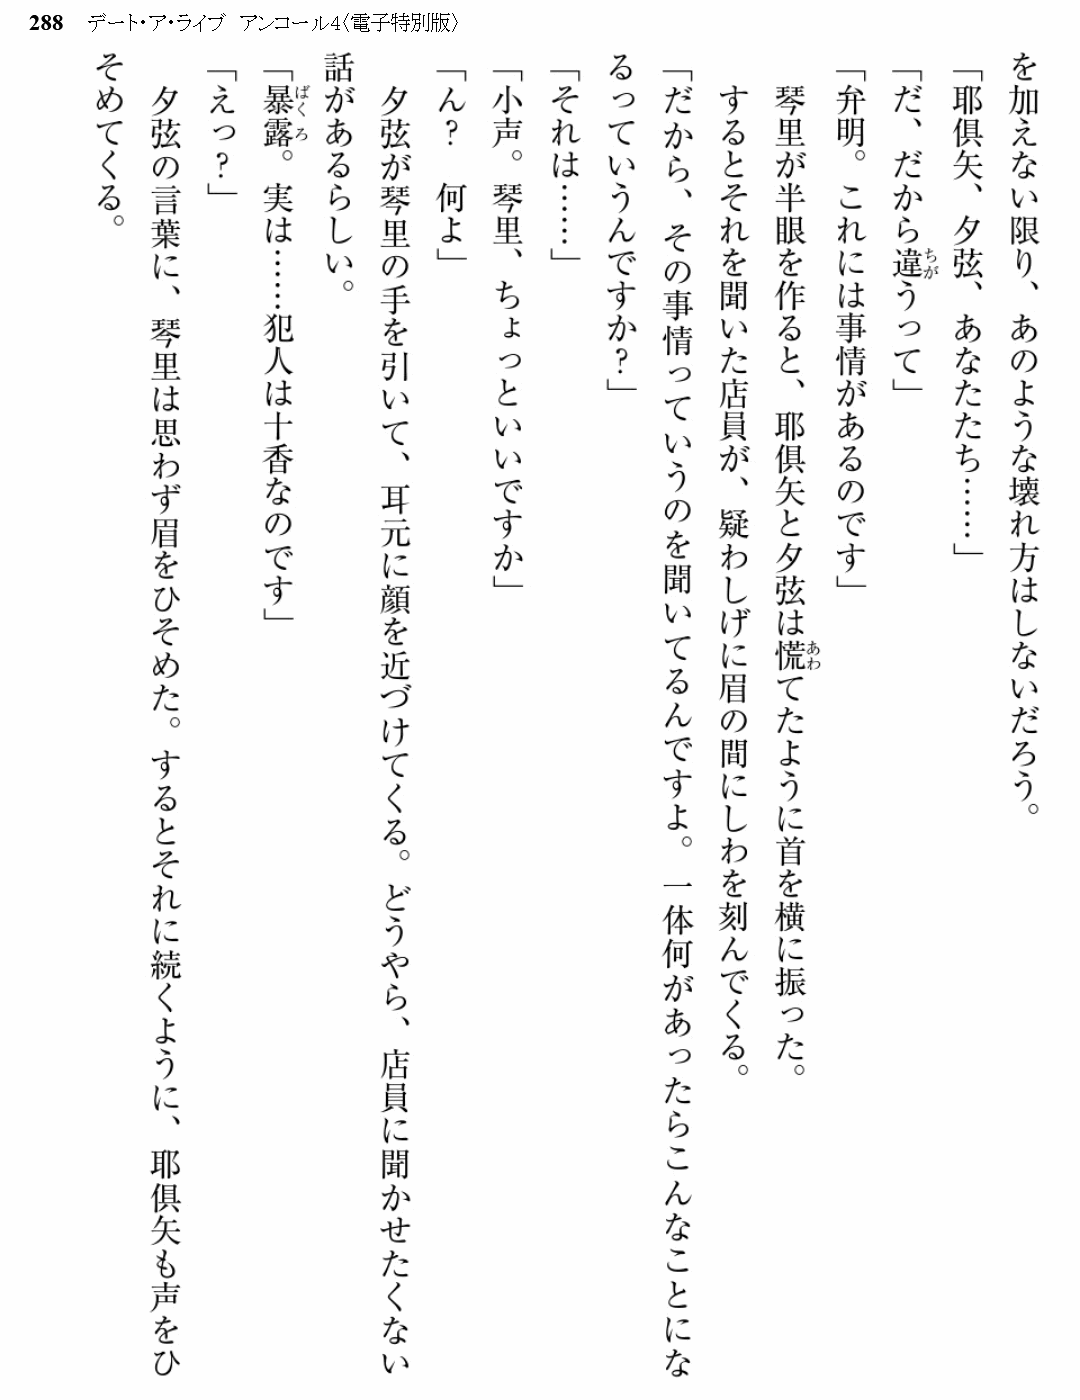 288 デート・ア・ライブ アンコール4〈電子特別版〉
を加えない限り、あのような壊れ方はしないだろう。
「耶倶矢、夕弦、あなたたち……」
「だ、だから違うって」
「弁明。これには事情があるのです」
琴里が半眼を作ると、耶倶矢と夕弦は慌てたように首を横に振った。
するとそれを聞いた店員が、疑わしげに眉の間にしわを刻んでくる。
「だから、その事情っていうのを聞いてるんですよ。一体何があったらこんなことにな
るっていうんですか?」
「それは……」
「小声。琴里、ちょっといいですか」
「ん? 何よ」
夕弦が琴里の手を引いて、耳元に顔を近づけてくる。どうやら、店員に聞かせたくない
話があるらしい。
「暴露。実は……犯人は十香なのです」
「えっ?」
夕弦の言葉に、琴里は思わず眉をひそめた。するとそれに続くように、耶倶矢も声をひ
そめてくる。